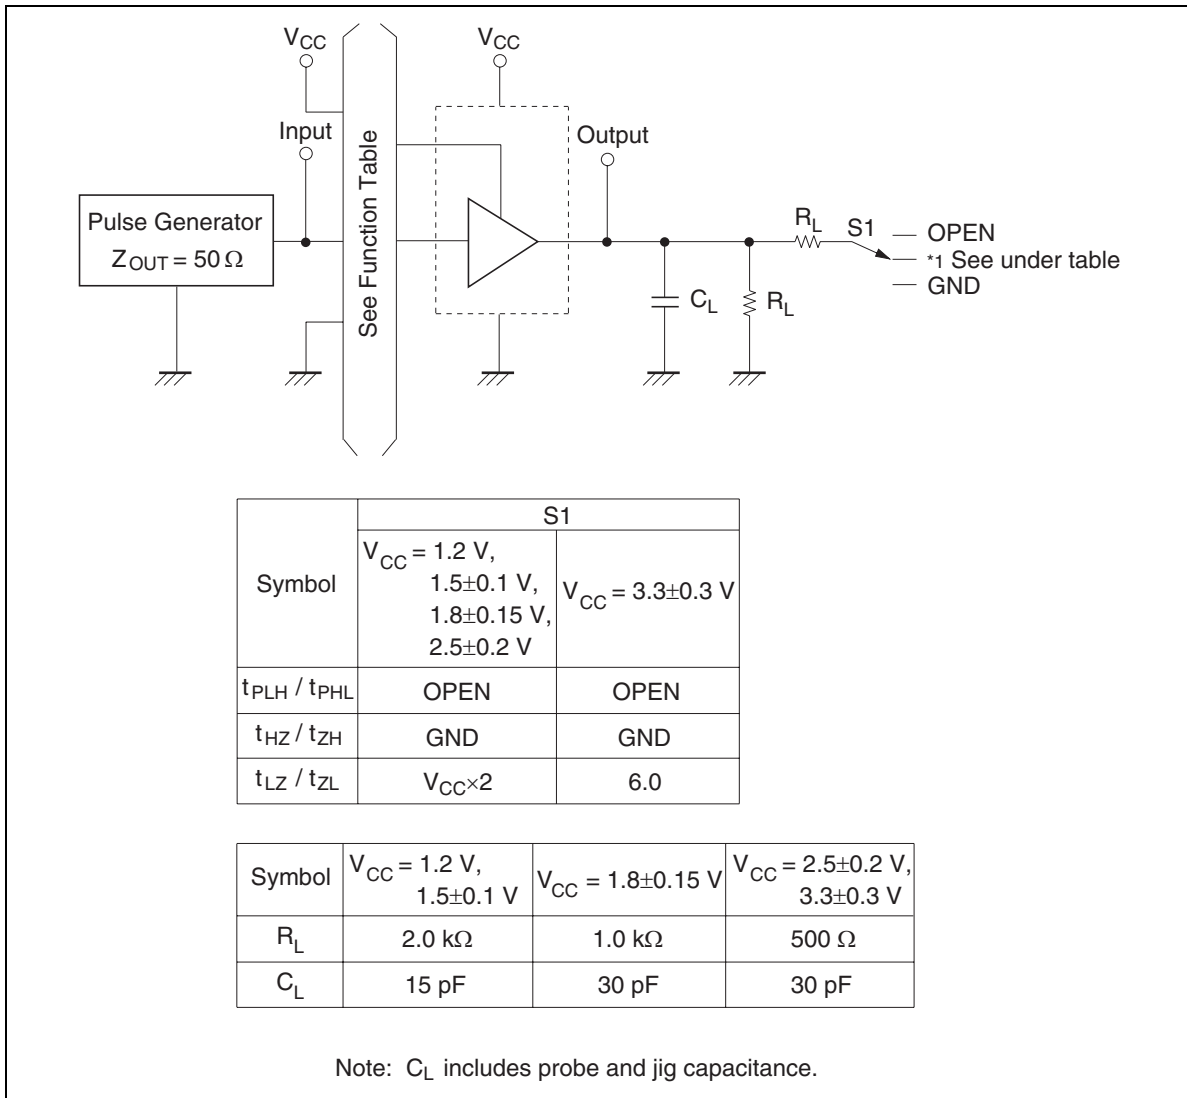 VCC
VCC
Input
Output
See Function Table
Pulse Generator
ZOUT = 50 Ω
RL
S1
OPEN
*1 See under table
GND
CL
RL
Symbol
S1
VCC = 1.2 V,
1.5±0.1 V,
1.8±0.15 V,
2.5±0.2 V
VCC = 3.3±0.3 V
tPLH / tPHL
OPEN
OPEN
tHZ / tZH
GND
GND
tLZ / tZL
VCC×2
6.0
Symbol
VCC = 1.2 V,
1.5±0.1 V
VCC = 1.8±0.15 V
VCC = 2.5±0.2 V,
3.3±0.3 V
RL
2.0 kΩ
1.0 kΩ
500 Ω
CL
15 pF
30 pF
30 pF
Note: CL includes probe and jig capacitance.